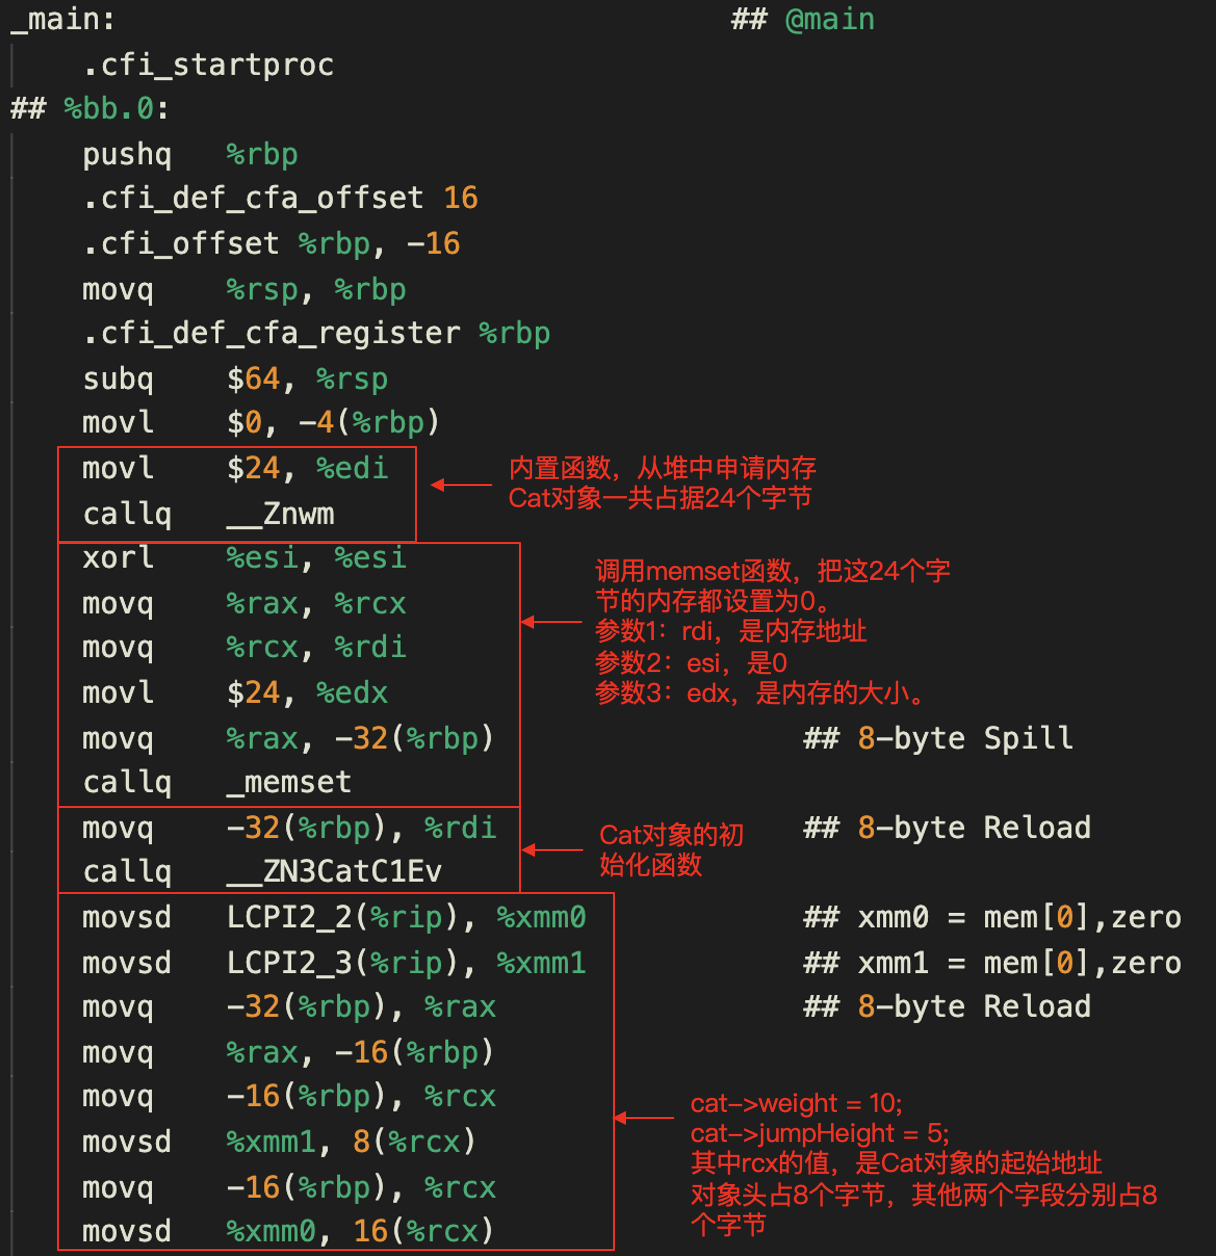 _main:                                  ## @main
    .cfi_startproc
## %bb.0:
    pushq   %rbp
    .cfi_def_cfa_offset 16
    .cfi_offset %rbp, -16
    movq    %rsp, %rbp
    .cfi_def_cfa_register %rbp
    subq    $64, %rsp
    movl    $0, -4(%rbp)
    movl    $24, %edi
    callq   __Znwm
内置函数，从堆中申请内存
Cat对象一共占据24个字节
    xorl    %esi, %esi
    movq    %rax, %rcx
    movq    %rcx, %rdi
    movl    $24, %edx
    movq    %rax, -32(%rbp)                 ## 8-byte Spill
    callq   _memset
调用memset函数，把这24个字
节的内存都设置为0。
参数1：rdi，是内存地址
参数2：esi，是0
参数3：edx，是内存的大小。
    movq    -32(%rbp), %rdi                 ## 8-byte Reload
    callq   __ZN3CatC1Ev
Cat对象的初
始化函数
    movsd   LCPI2_2(%rip), %xmm0            ## xmm0 = mem[0],zero
    movsd   LCPI2_3(%rip), %xmm1            ## xmm1 = mem[0],zero
    movq    -32(%rbp), %rax                 ## 8-byte Reload
    movq    %rax, -16(%rbp)
    movq    -16(%rbp), %rcx
    movsd   %xmm1, 8(%rcx)
    movq    -16(%rbp), %rcx
    movsd   %xmm0, 16(%rcx)
cat->weight = 10;
cat->jumpHeight = 5;
其中rcx的值，是Cat对象的起始地址
对象头占8个字节，其他两个字段分别占8
个字节